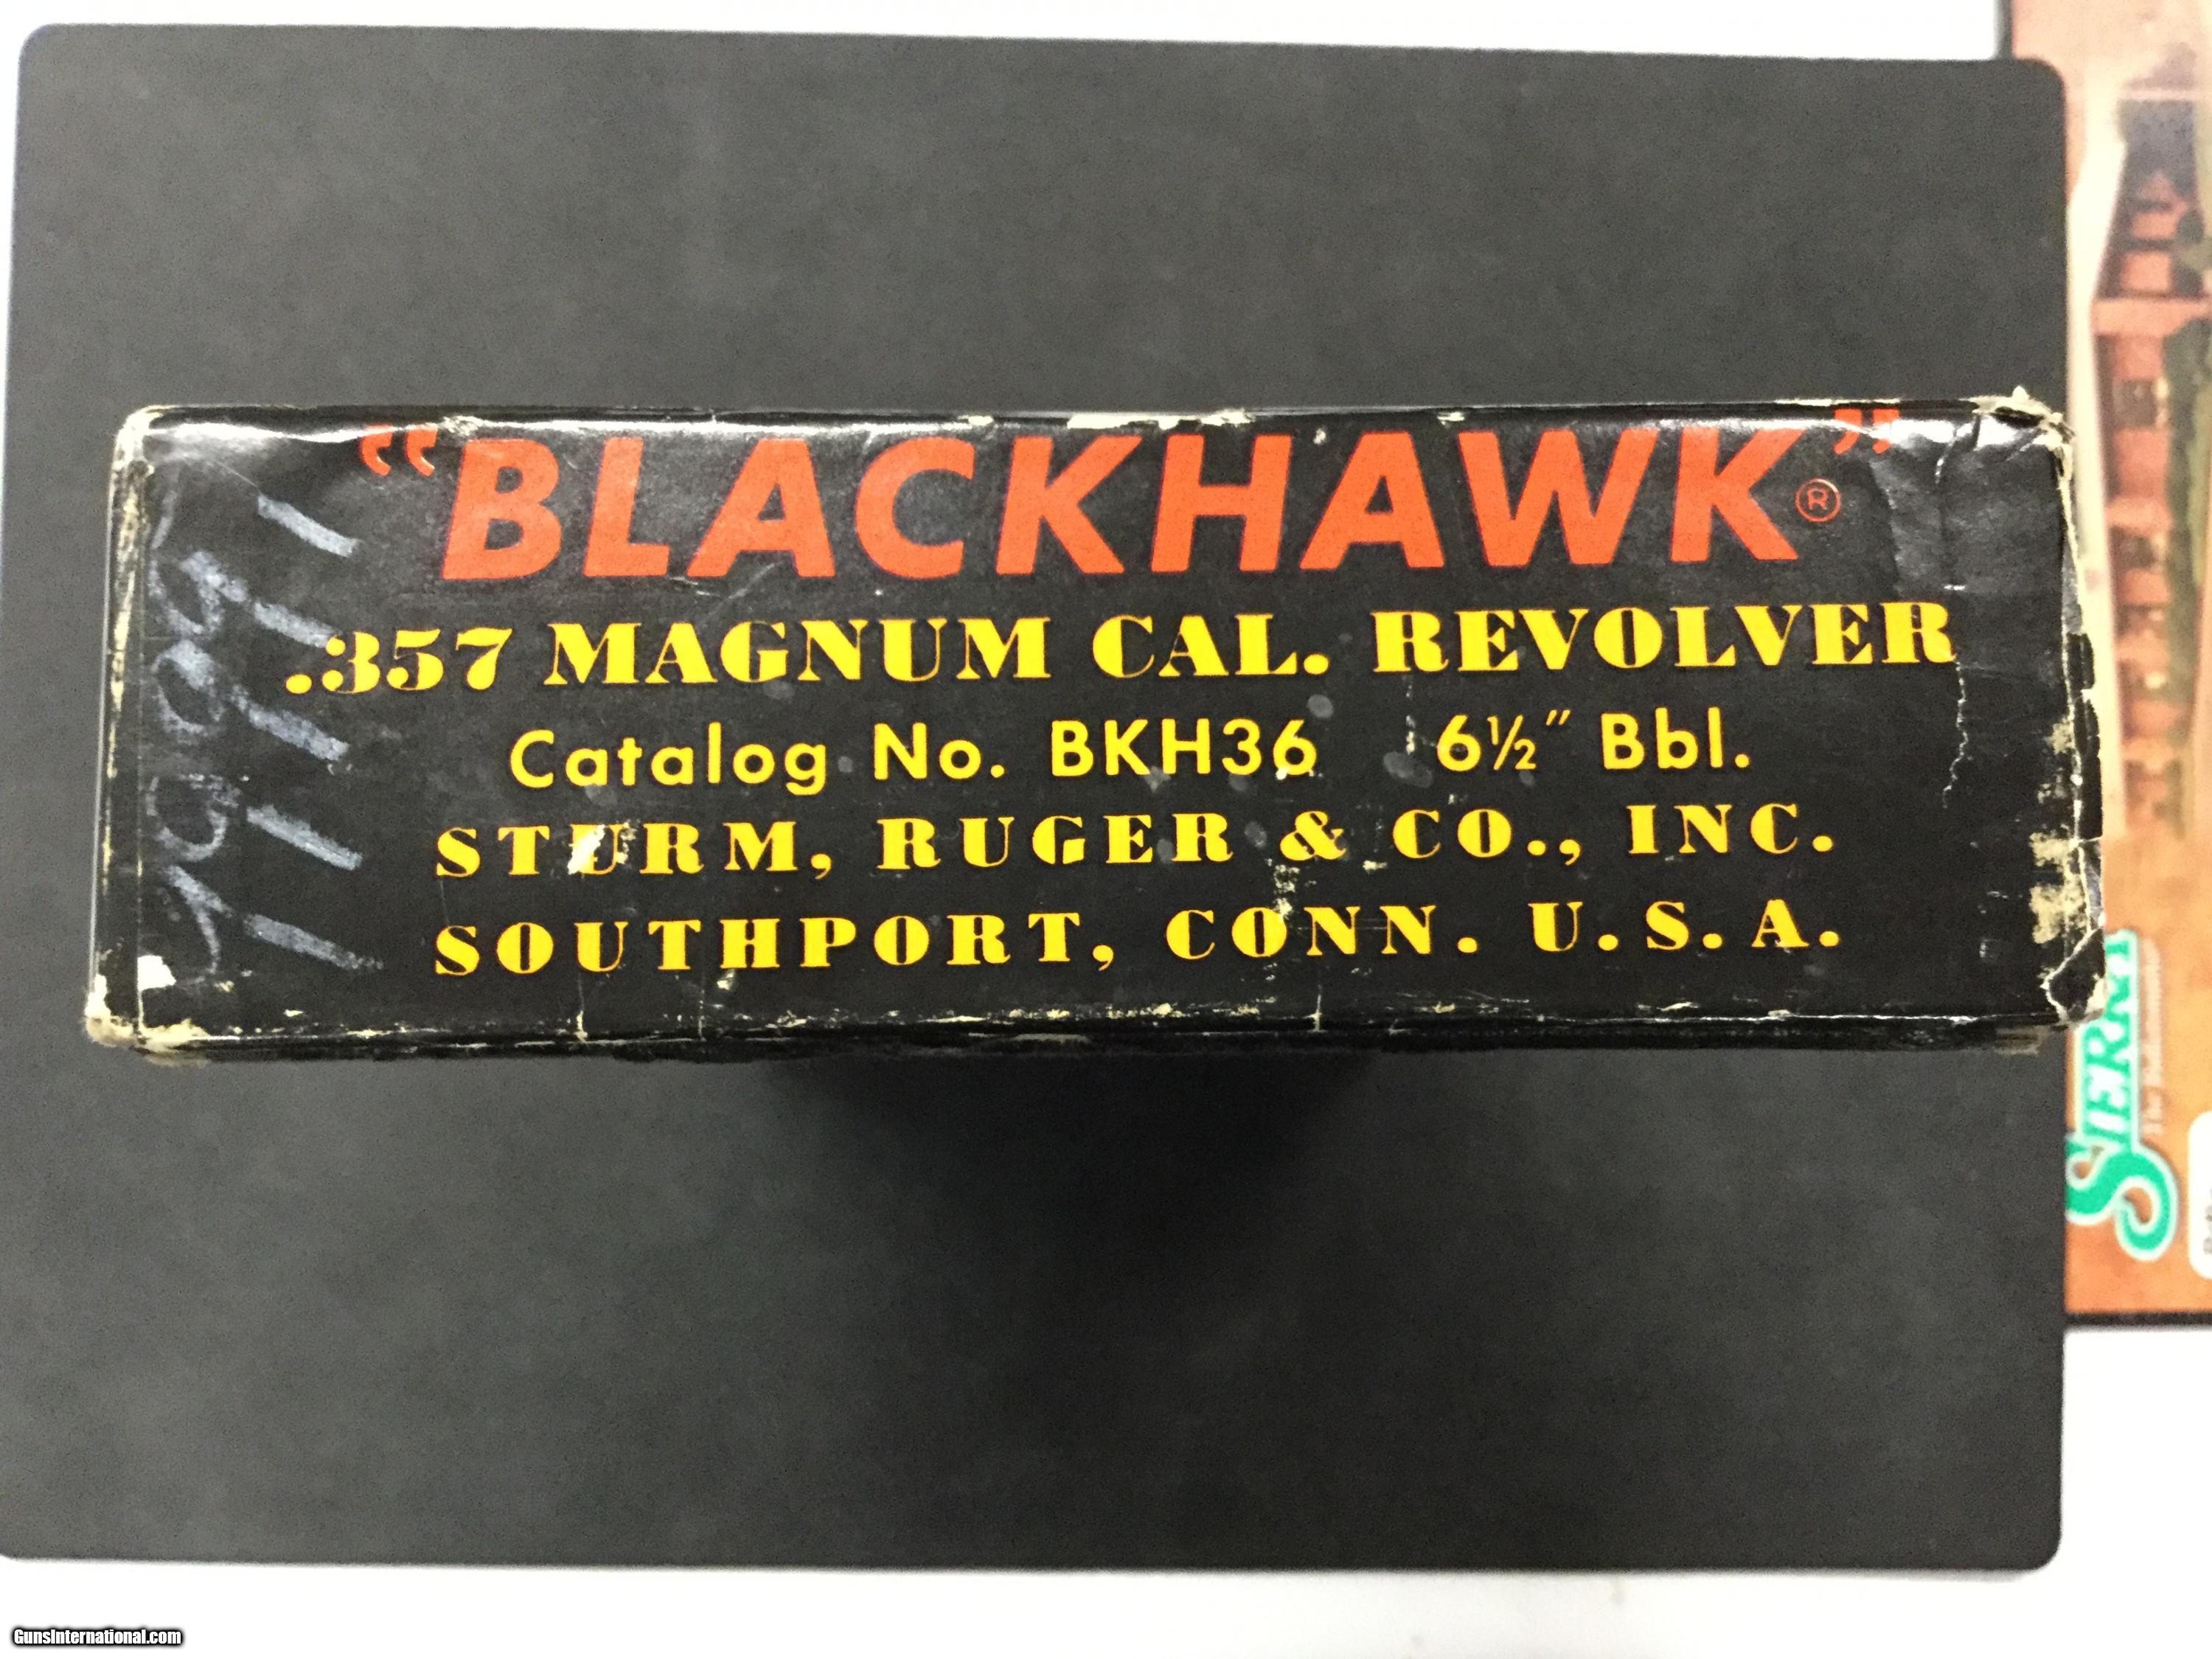 "BLACKHAWK"®
.357 MAGNUM CAL. REVOLVER
Catalog No. BKH36 6½" Bbl.
STURM, RUGER & CO., INC.
SOUTHPORT, CONN. U.S.A.
SIERRA
GunsInternational.com